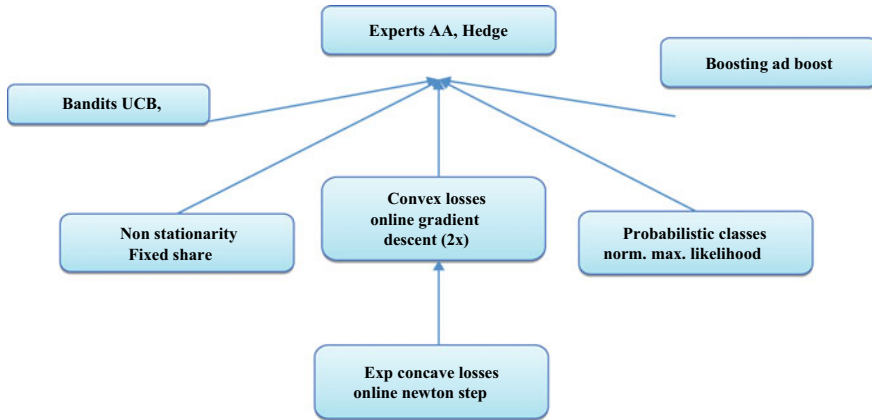 Experts AA, Hedge
Boosting ad boost
Bandits UCB,
Non stationarity
Fixed share
Convex losses
online gradient
descent (2x)
Probabilistic classes
norm. max. likelihood
Exp concave losses
online newton step